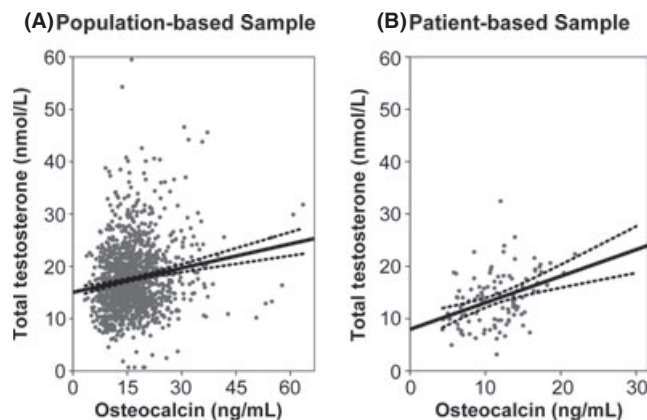 (A) Population-based Sample
(B) Patient-based Sample
Total testosterone (nmol/L)
60
50
40
30
20
10
0
0 15 30 45 60
Osteocalcin (ng/mL)
Total testosterone (nmol/L)
60
50
40
30
20
10
0
0 10 20 30
Osteocalcin (ng/mL)